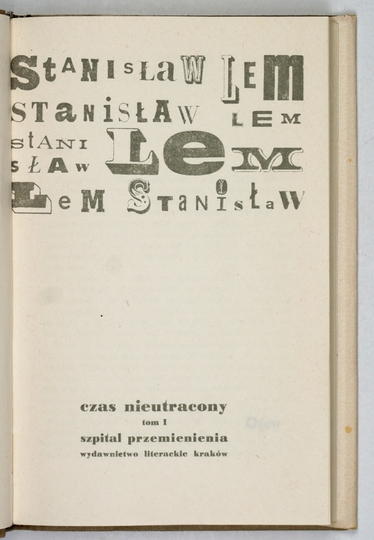 Stanisław Lem
Stanisław Lem
Stani
sław Lem
Lem Stanisław
czas nieutracony
tom I
szpital przemienienia
wydawnictwo literackie kraków